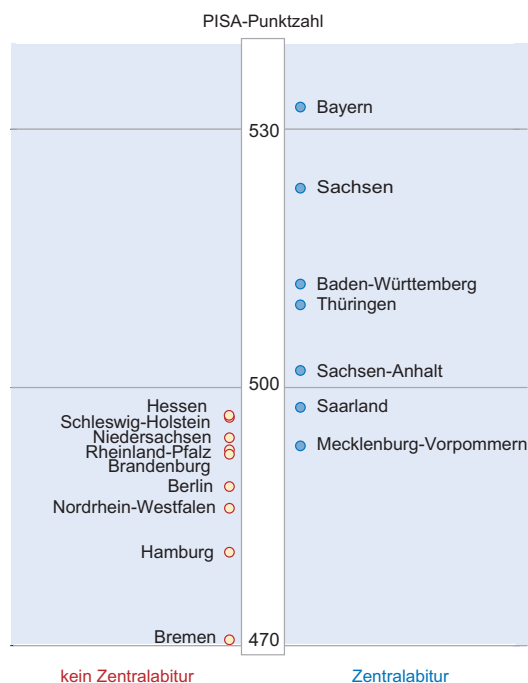 PISA-Punktzahl
Bayern
530
Sachsen
Baden-Württemberg
Thüringen
Sachsen-Anhalt
500
Hessen
Saarland
Schleswig-Holstein
Niedersachsen
Mecklenburg-Vorpommern
Rheinland-Pfalz
Brandenburg
Berlin
Nordrhein-Westfalen
Hamburg
Bremen
470
kein Zentralabitur
Zentralabitur